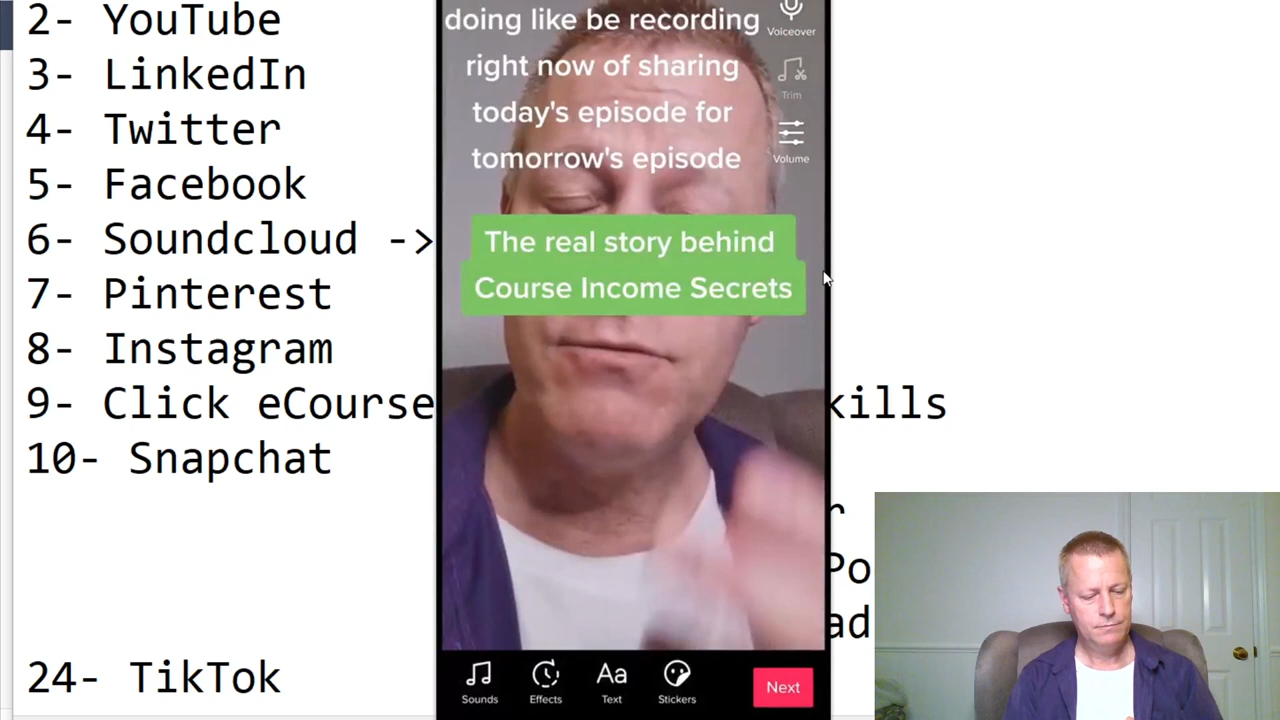 2- YouTube
3- LinkedIn
4- Twitter
5- Facebook
6- Soundcloud ->
7- Pinterest
8- Instagram
9- Click eCourse
kills
10- Snapchat
r
Po
ad
24- TikTok
doing like be recording
right now of sharing
today's episode for
tomorrow's episode
The real story behind
Course Income Secrets
Voiceover
Trim
Volume
Sounds
Effects
Text
Stickers
Next
Aa